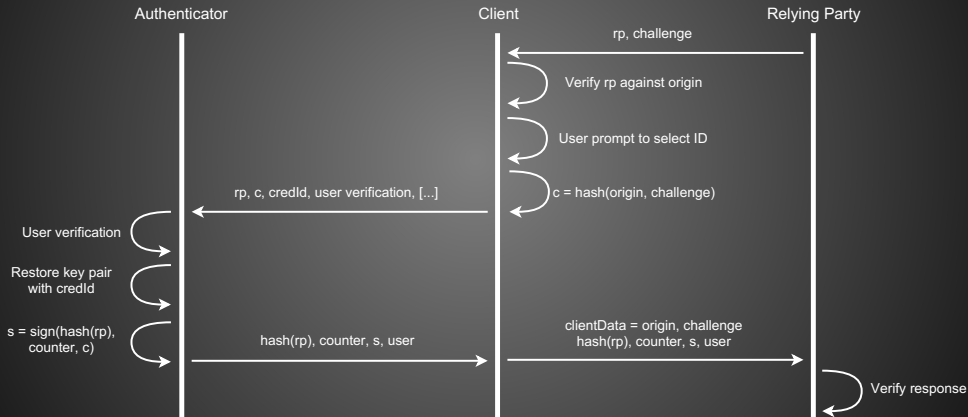 Authenticator
Client
Relying Party
rp, challenge
Verify rp against origin
User prompt to select ID
c = hash(origin, challenge)
rp, c, credId, user verification, [...]
User verification
Restore key pair
with credId
s = sign(hash(rp),
counter, c)
hash(rp), counter, s, user
clientData = origin, challenge
hash(rp), counter, s, user
Verify response